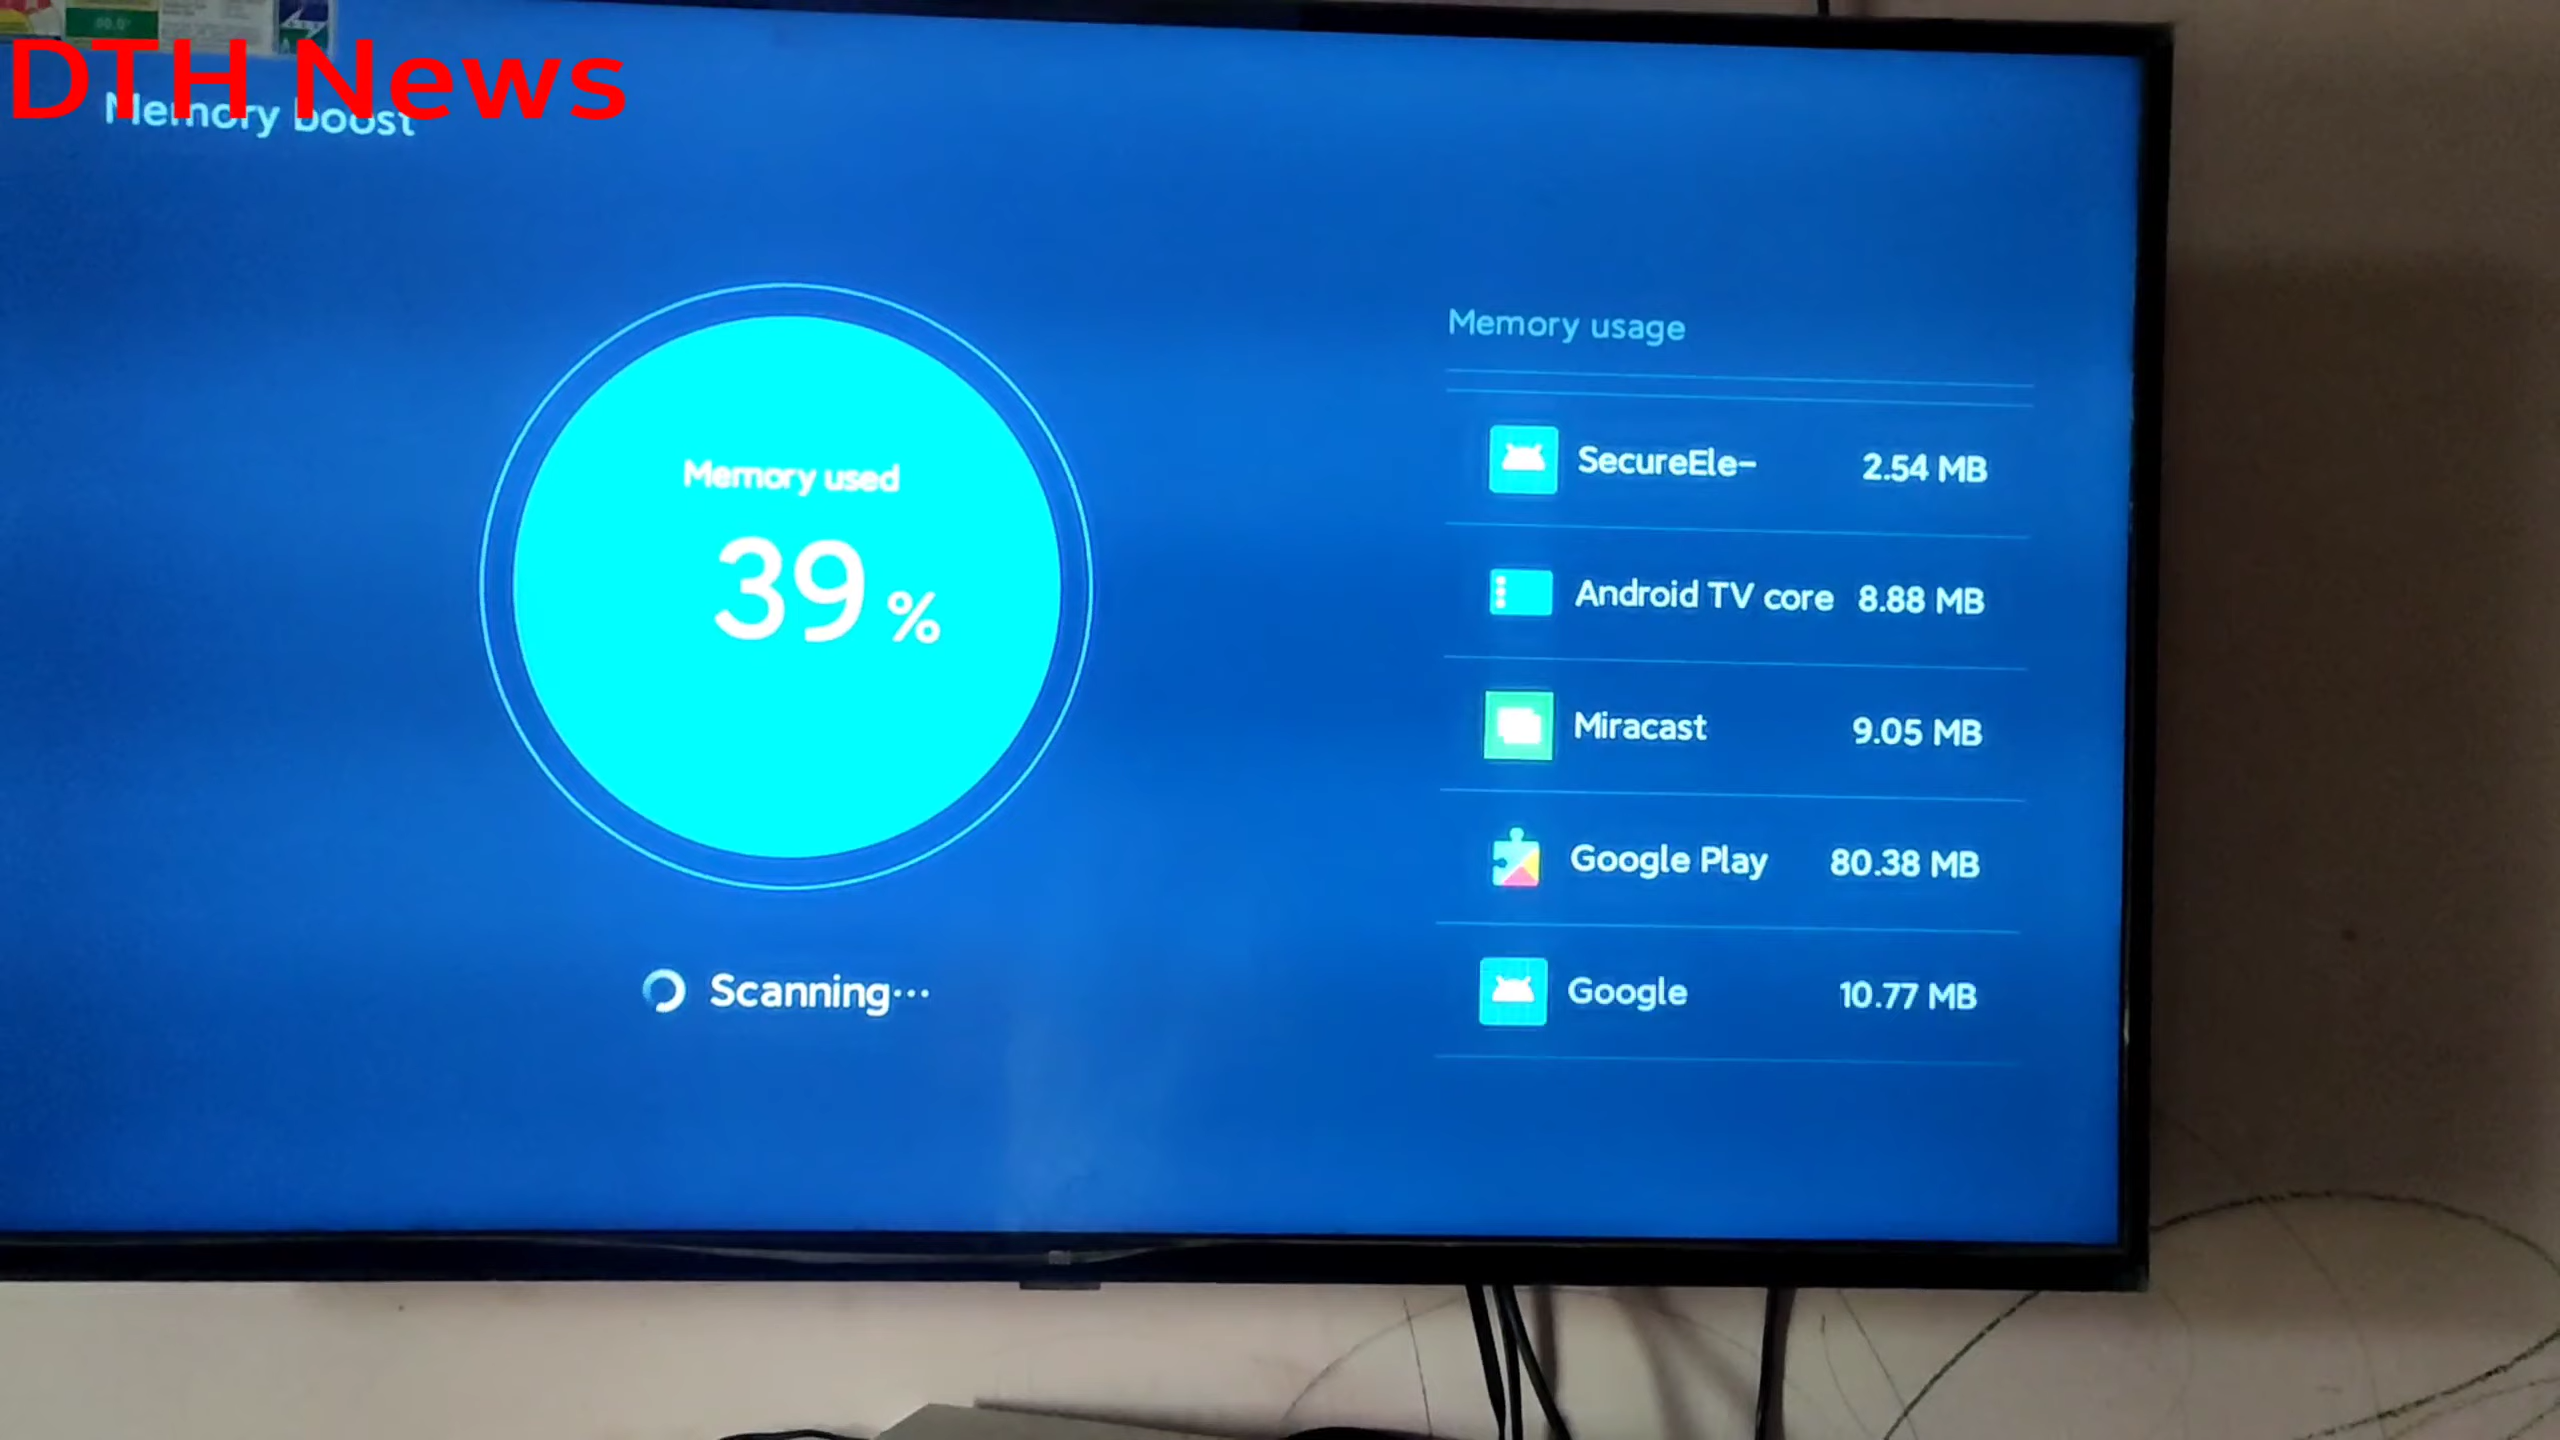 DTH News
Memory boost
Memory used
39 %
Scanning...
Memory usage
SecureEle- 2.54 MB
Android TV core 8.88 MB
Miracast 9.05 MB
Google Play 80.38 MB
Google 10.77 MB